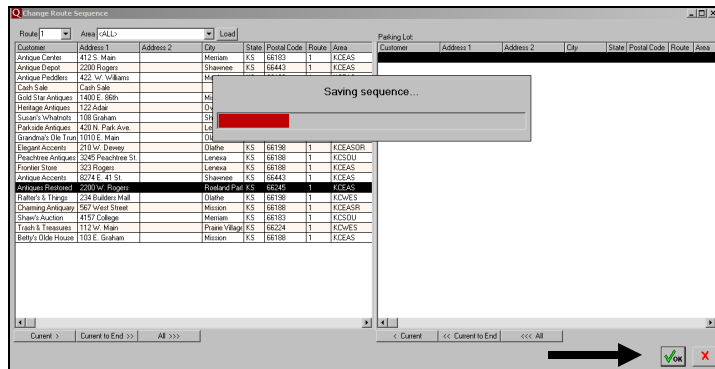 Change Route Sequence
Route 1 Area <ALL> Load
Parking Lot:
Customer Address 1 Address 2 City State Postal Code Route Area
Customer Address 1 Address 2 City State Postal Code Route Area
Antique Center 412 S. Main Merriam KS 66183 1 KCEAS
Antique Depot 2200 Rogers Shawnee KS 66443 1 KCEAS
Antique Peddlers 422. W. Williams
Cash Sale Cash Sale
Gold Star Antiques 1400 E. 86th
Heritage Antiques 122 Adair
Susan's Whatnots 108 Graham
Parkside Antiques 420 N. Park Ave.
Grandma's Ole Trun 1010 E. Main
Saving sequence...
Elegant Accents 210 W. Dewey Olathe KS 66198 1 KCEASOR
Peachtree Antiques 3245 Peachtree St. Lenexa KS 66188 1 KCSOU
Frontier Store 323 Rogers Lenexa KS 66188 1 KCEAS
Antique Accents 8274 E. 41 St. Shawnee KS 66443 1 KCEAS
Antiques Restored 2200 W. Rogers Roeland Parl KS 66245 1 KCEAS
Rafter's & Things 234 Builders Mall Olathe KS 66198 1 KCWES
Charming Antiquary 567 West Street Mission KS 66188 1 KCEASR
Shaw's Auction 4157 College Merriam KS 66183 1 KCSOU
Trash & Treasures 112 W. Main Prairie Village KS 66224 1 KCWES
Betty's Olde House 103 E. Graham Mission KS 66188 1 KCEAS
Current > Current to End >> All >>>
< Current << Current to End <<< All
OK X